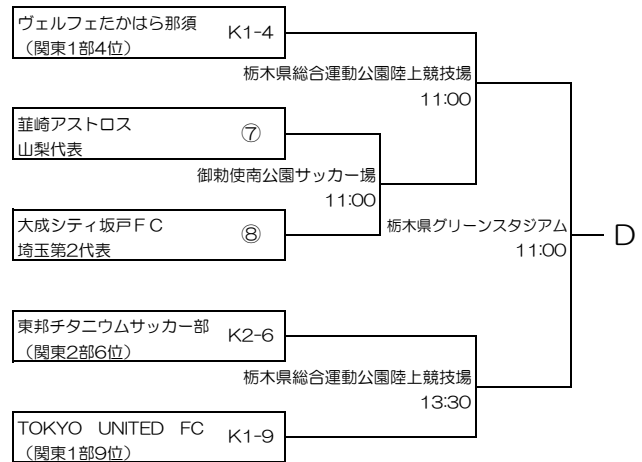 ヴェルフェたかはら那須
（関東1部4位）
K1-4
栃木県総合運動公園陸上競技場
11:00
韮崎アストロス
山梨代表
⑦
御勅使南公園サッカー場
11:00
大成シティ坂戸ＦＣ
埼玉第2代表
⑧
栃木県グリーンスタジアム
11:00
D
東邦チタニウムサッカー部
（関東2部6位）
K2-6
栃木県総合運動公園陸上競技場
13:30
TOKYO　UNITED　FC
（関東1部9位）
K1-9